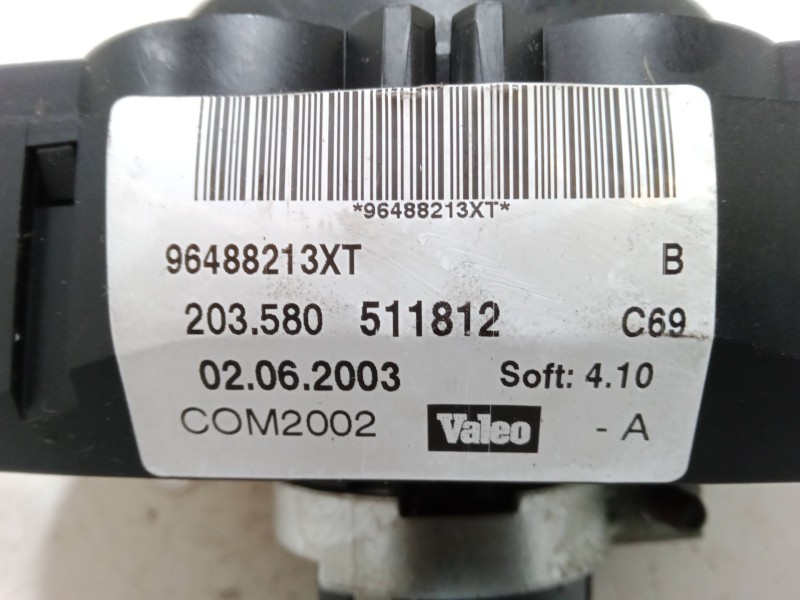 *96488213XT*
96488213XT B
203.580 511812 C69
02.06.2003 Soft: 4.10
COM2002 Valeo - A